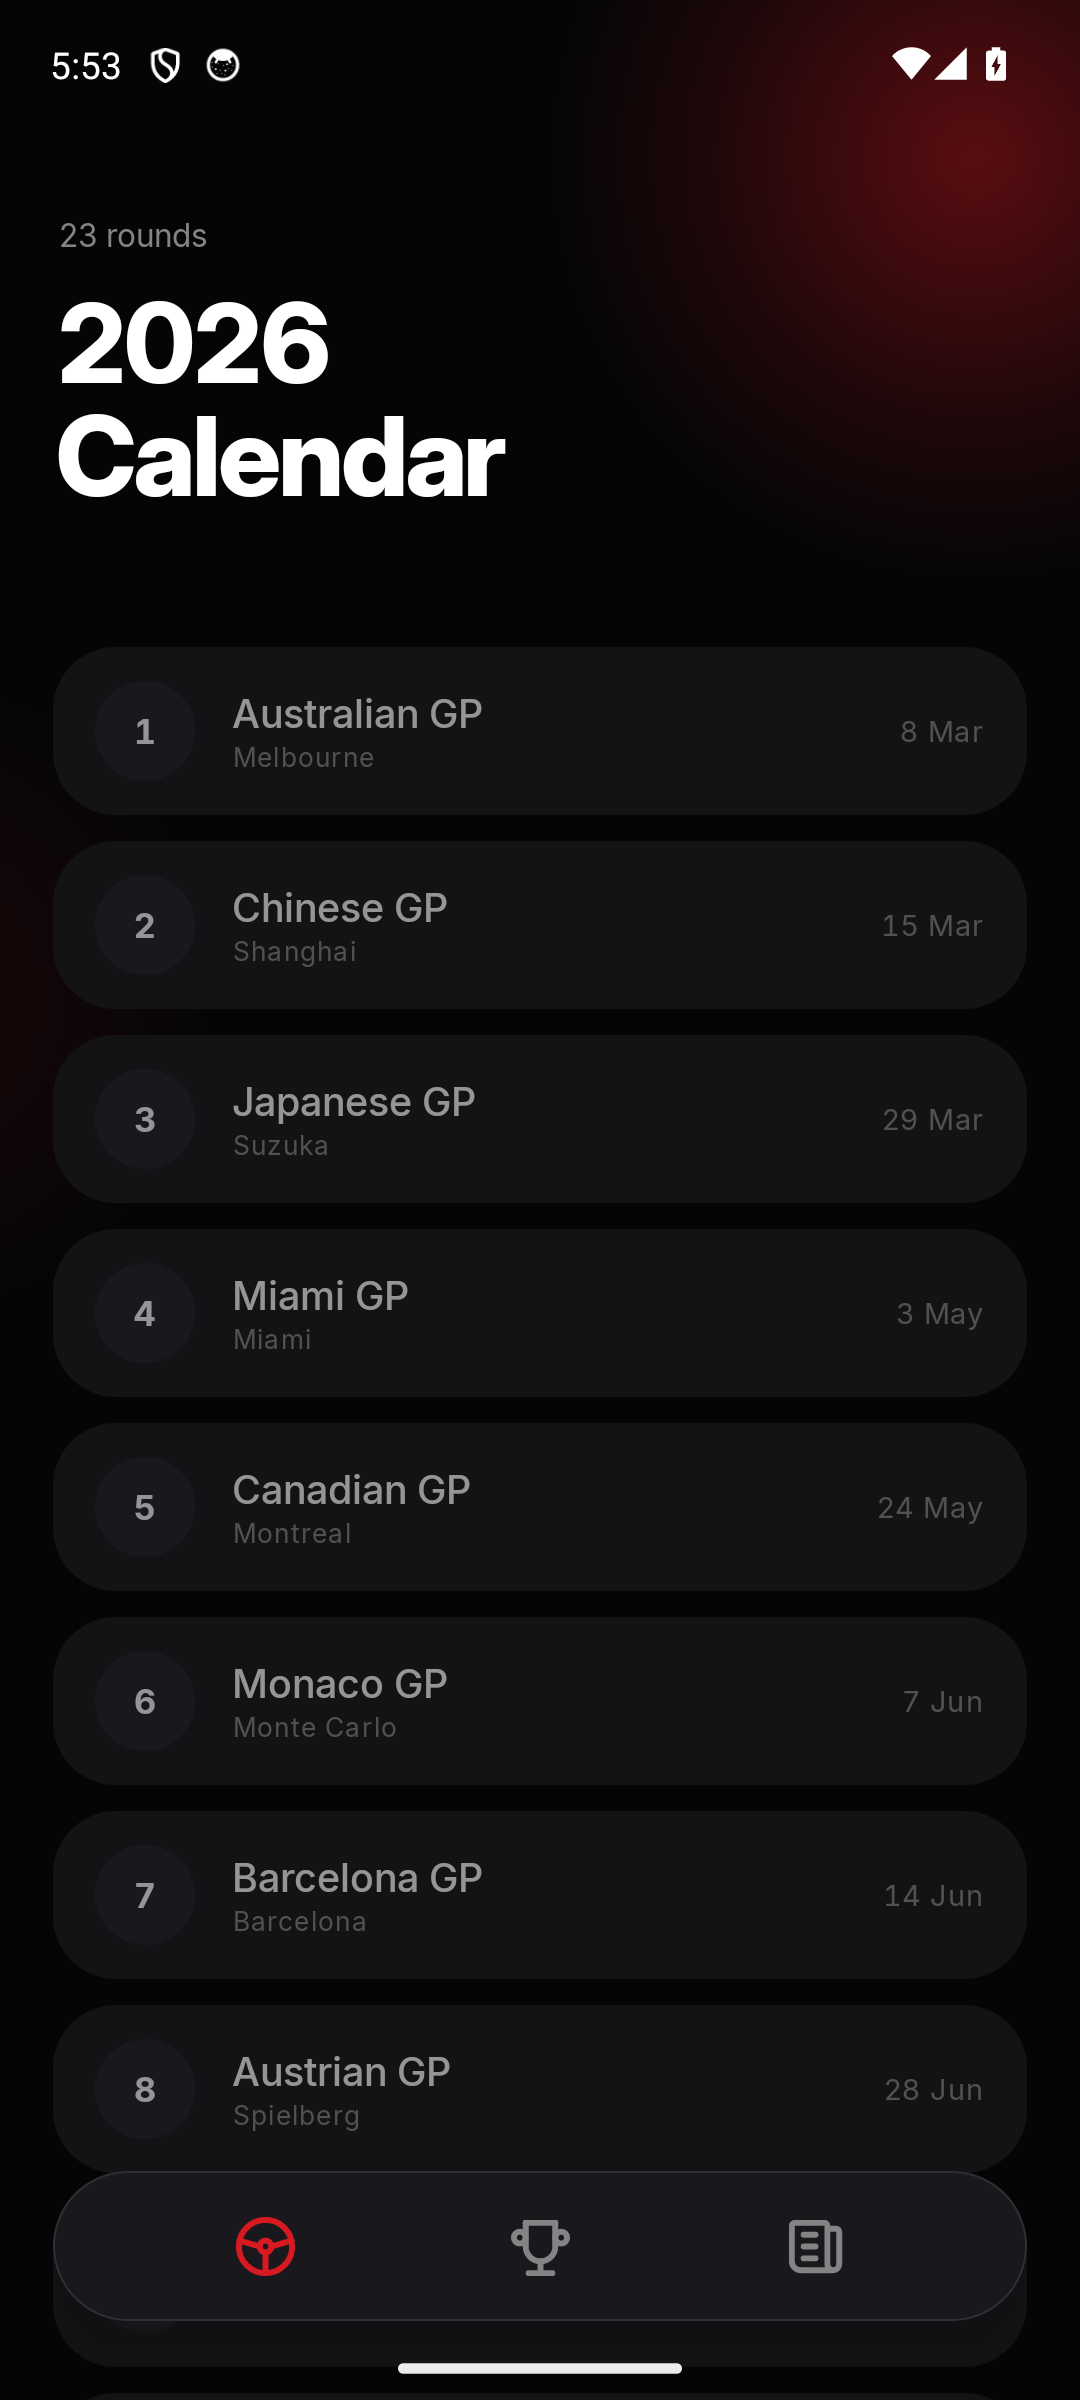 5:53
23 rounds
2026
Calendar
1
Australian GP
Melbourne
8 Mar
2
Chinese GP
Shanghai
15 Mar
3
Japanese GP
Suzuka
29 Mar
4
Miami GP
Miami
3 May
5
Canadian GP
Montreal
24 May
6
Monaco GP
Monte Carlo
7 Jun
7
Barcelona GP
Barcelona
14 Jun
8
Austrian GP
Spielberg
28 Jun